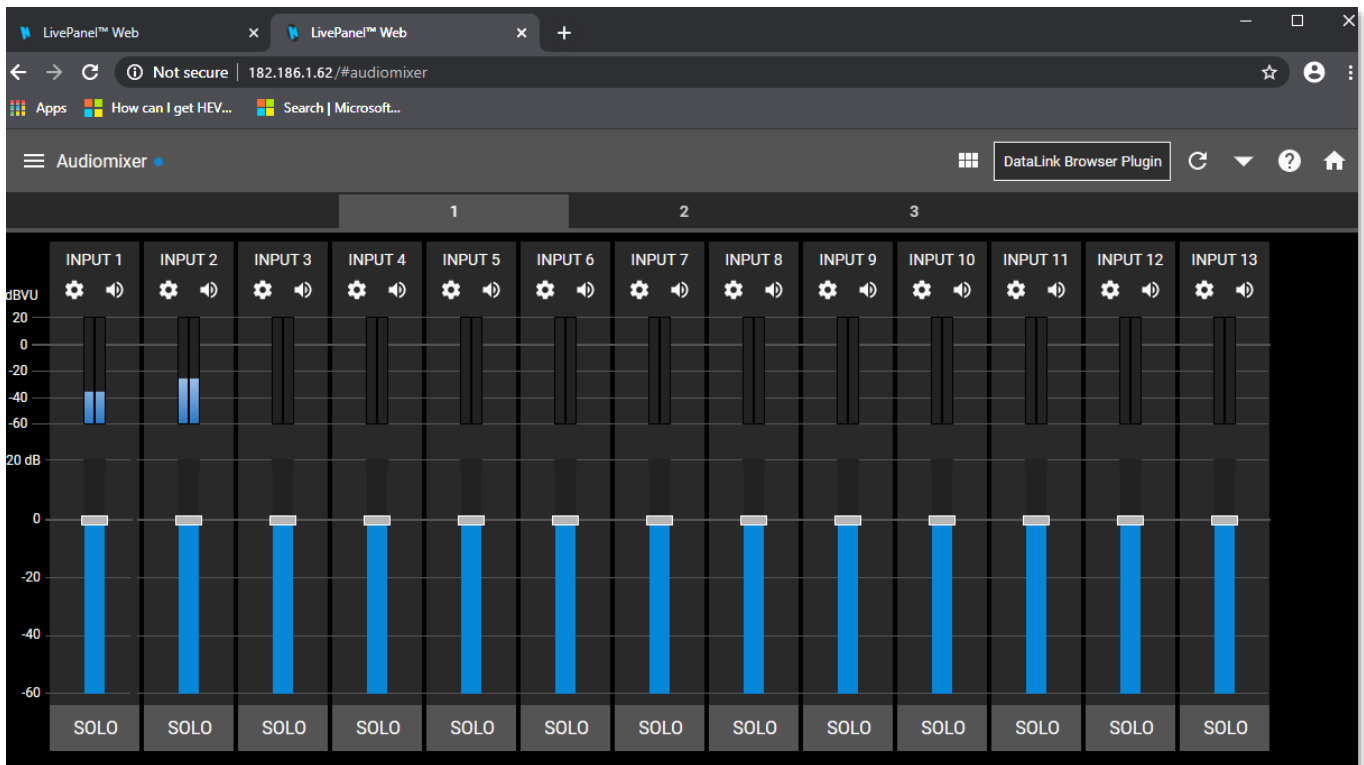 LivePanel™ Web LivePanel™ Web
Not secure | 182.186.1.62/#audiomixer
Apps How can I get HEV... Search | Microsoft...
Audiomixer DataLink Browser Plugin
1 2 3
INPUT 1 INPUT 2 INPUT 3 INPUT 4 INPUT 5 INPUT 6 INPUT 7 INPUT 8 INPUT 9 INPUT 10 INPUT 11 INPUT 12 INPUT 13
dBVU
20
0
-20
-40
-60
20 dB
0
-20
-40
-60
SOLO SOLO SOLO SOLO SOLO SOLO SOLO SOLO SOLO SOLO SOLO SOLO SOLO